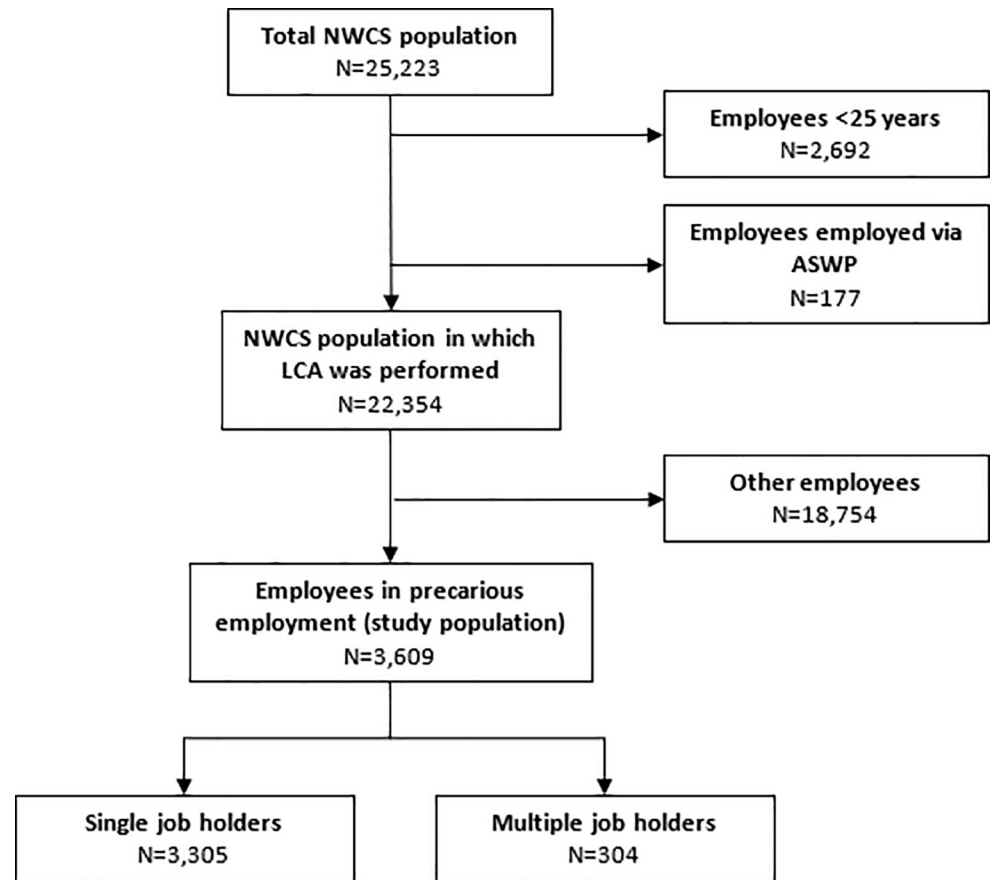 Total NWCS population
N=25,223
Employees <25 years
N=2,692
Employees employed via
ASWP
N=177
NWCS population in which
LCA was performed
N=22,354
Other employees
N=18,754
Employees in precarious
employment (study population)
N=3,609
Single job holders
N=3,305
Multiple job holders
N=304